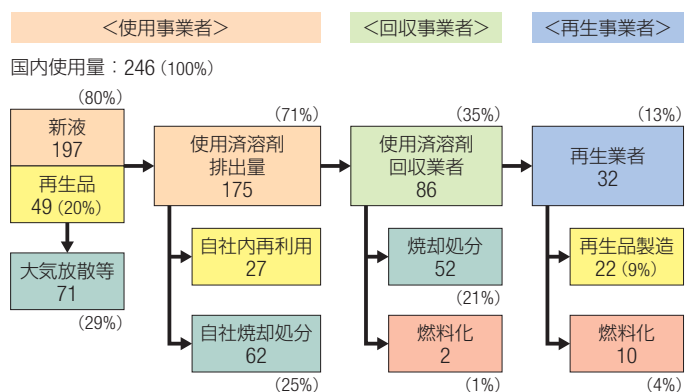 ＜使用事業者＞
＜回収事業者＞
＜再生事業者＞
国内使用量：246 (100%)
(80%)
新液
197
再生品
49 (20%)
大気放散等
71
(29%)
(71%)
使用済溶剤
排出量
175
自社内再利用
27
自社焼却処分
62
(25%)
(35%)
使用済溶剤
回収業者
86
焼却処分
52
(21%)
燃料化
2
(1%)
(13%)
再生業者
32
再生品製造
22 (9%)
燃料化
10
(4%)